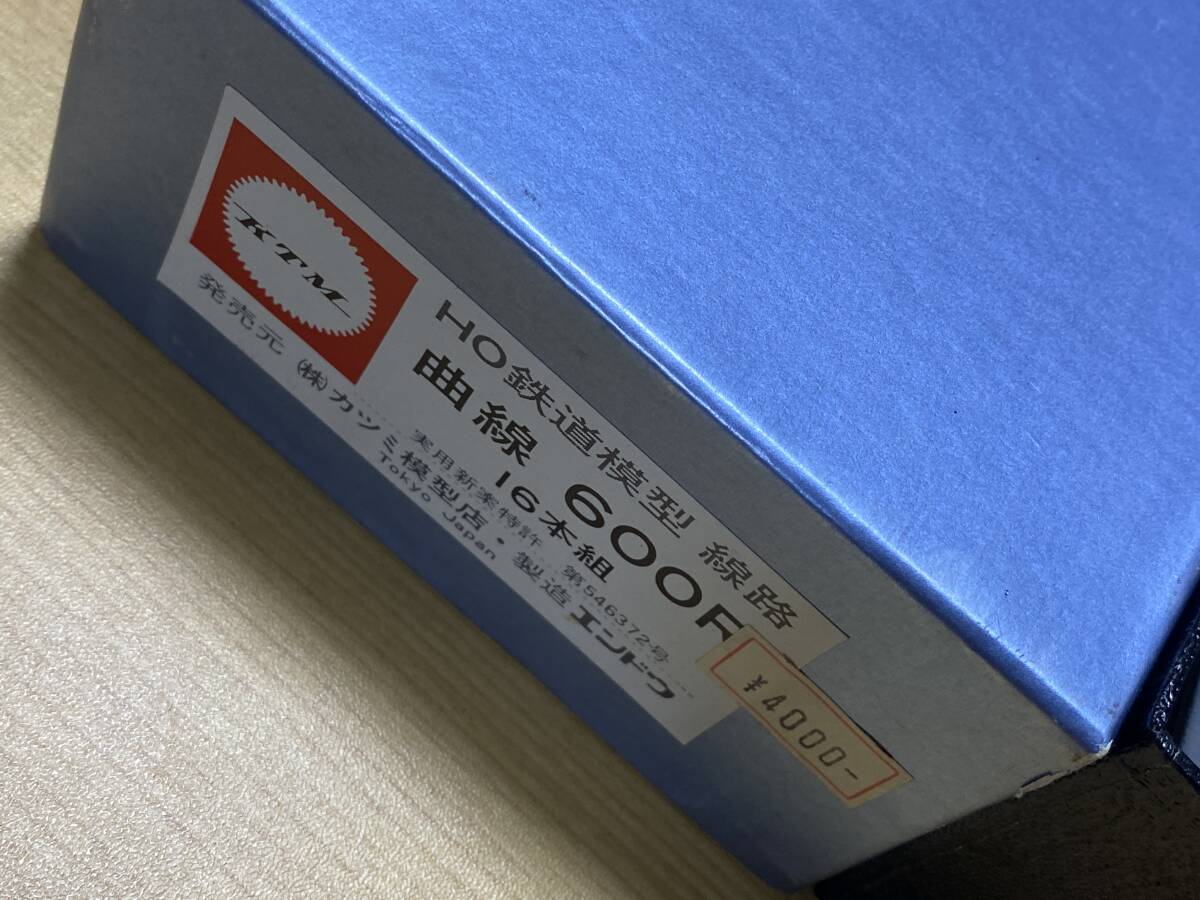 KTM
HO鉄道模型 線路
曲線 600R
16本組
実用新案特許 第546372号
発売元 (株)カツミ模型店・製造エンドウ
Tokyo Japan
¥4000-